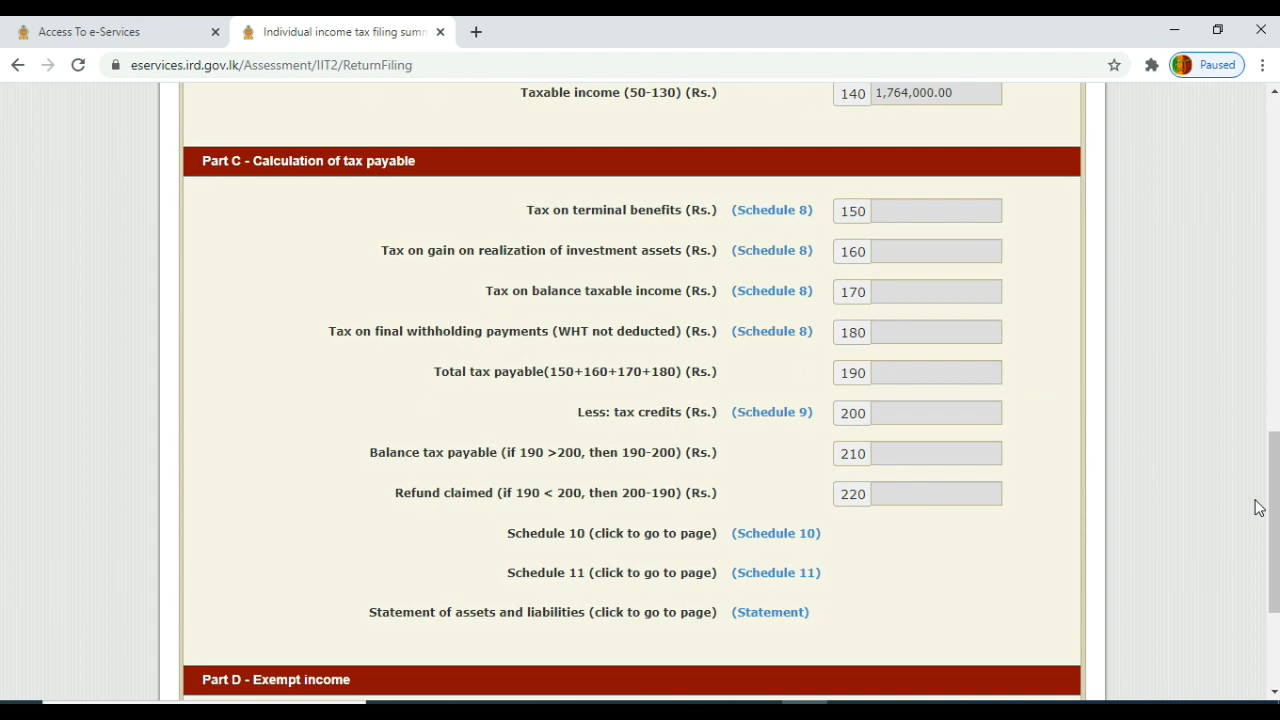 Access To e-Services
Individual income tax filing sum
eservices.ird.gov.lk/Assessment/IIT2/ReturnFiling
Paused
Taxable income (50-130) (Rs.) 140 1,764,000.00
Part C - Calculation of tax payable
Tax on terminal benefits (Rs.) (Schedule 8) 150
Tax on gain on realization of investment assets (Rs.) (Schedule 8) 160
Tax on balance taxable income (Rs.) (Schedule 8) 170
Tax on final withholding payments (WHT not deducted) (Rs.) (Schedule 8) 180
Total tax payable(150+160+170+180) (Rs.) 190
Less: tax credits (Rs.) (Schedule 9) 200
Balance tax payable (if 190 >200, then 190-200) (Rs.) 210
Refund claimed (if 190 < 200, then 200-190) (Rs.) 220
Schedule 10 (click to go to page) (Schedule 10)
Schedule 11 (click to go to page) (Schedule 11)
Statement of assets and liabilities (click to go to page) (Statement)
Part D - Exempt income